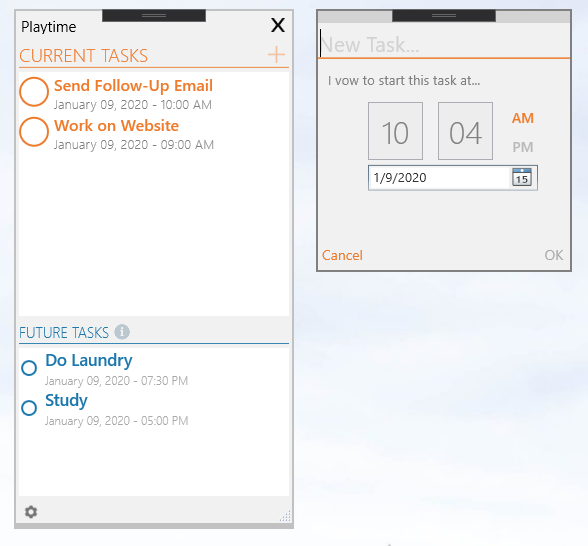 Playtime
X
CURRENT TASKS
Send Follow-Up Email
January 09, 2020 - 10:00 AM
Work on Website
January 09, 2020 - 09:00 AM
FUTURE TASKS
Do Laundry
January 09, 2020 - 07:30 PM
Study
January 09, 2020 - 05:00 PM
New Task...
I vow to start this task at...
10 04 AM
PM
1/9/2020 15
Cancel OK